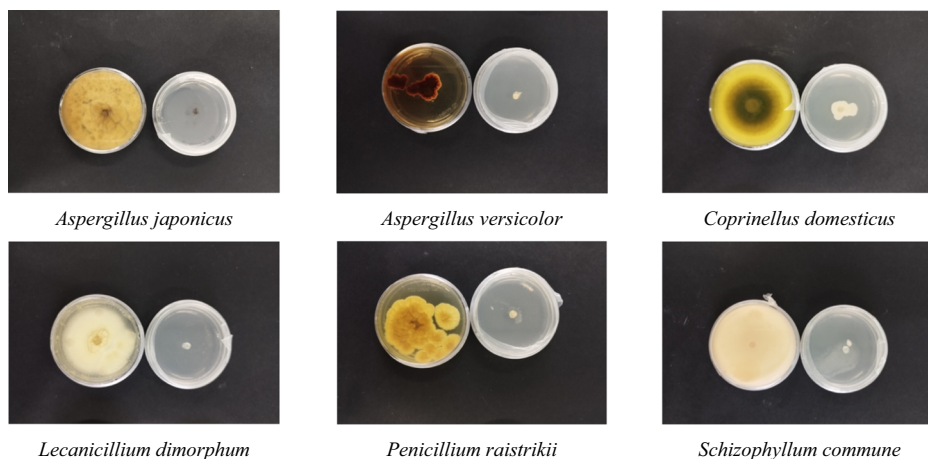 Aspergillus japonicus
Aspergillus versicolor
Coprinellus domesticus
Lecanicillium dimorphum
Penicillium raistrikii
Schizophyllum commune